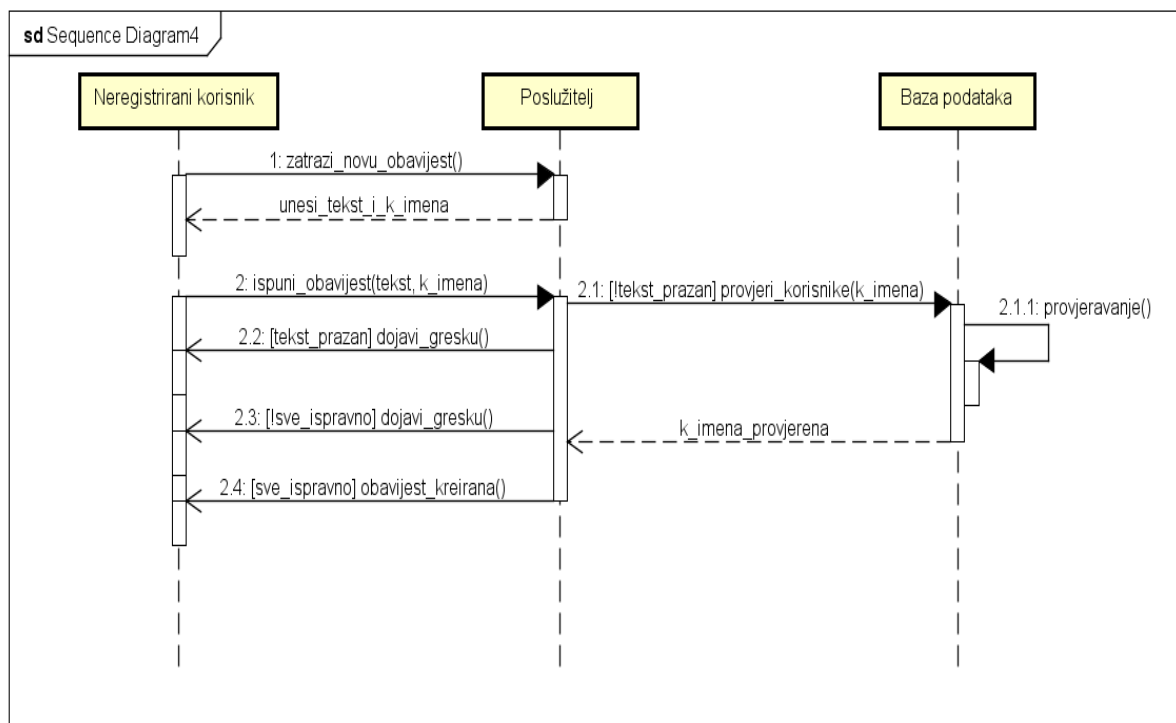 sd Sequence Diagram4
Neregistrirani korisnik
Poslužitelj
Baza podataka
1: zatrazi_novu_obavijest()
unesi_tekst_i_k_imena
2: ispuni_obavijest(tekst, k_imena)
2.1: [!tekst_prazan] provjeri_korisnike(k_imena)
2.1.1: provjeravanje()
2.2: [tekst_prazan] dojavi_gresku()
2.3: [!sve_ispravno] dojavi_gresku()
k_imena_provjerena
2.4: [sve_ispravno] obavijest_kreirana()